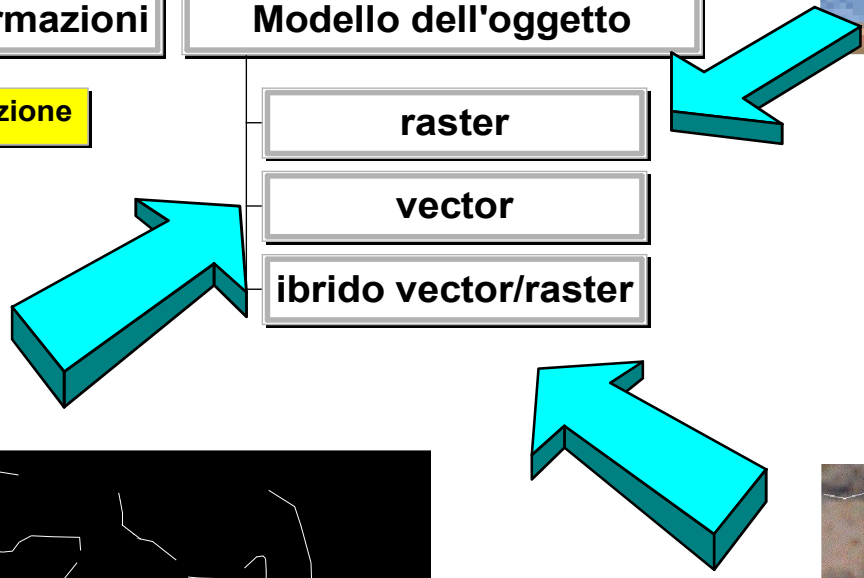 rmazioni
Modello dell'oggetto
zione
raster
vector
ibrido vector/raster